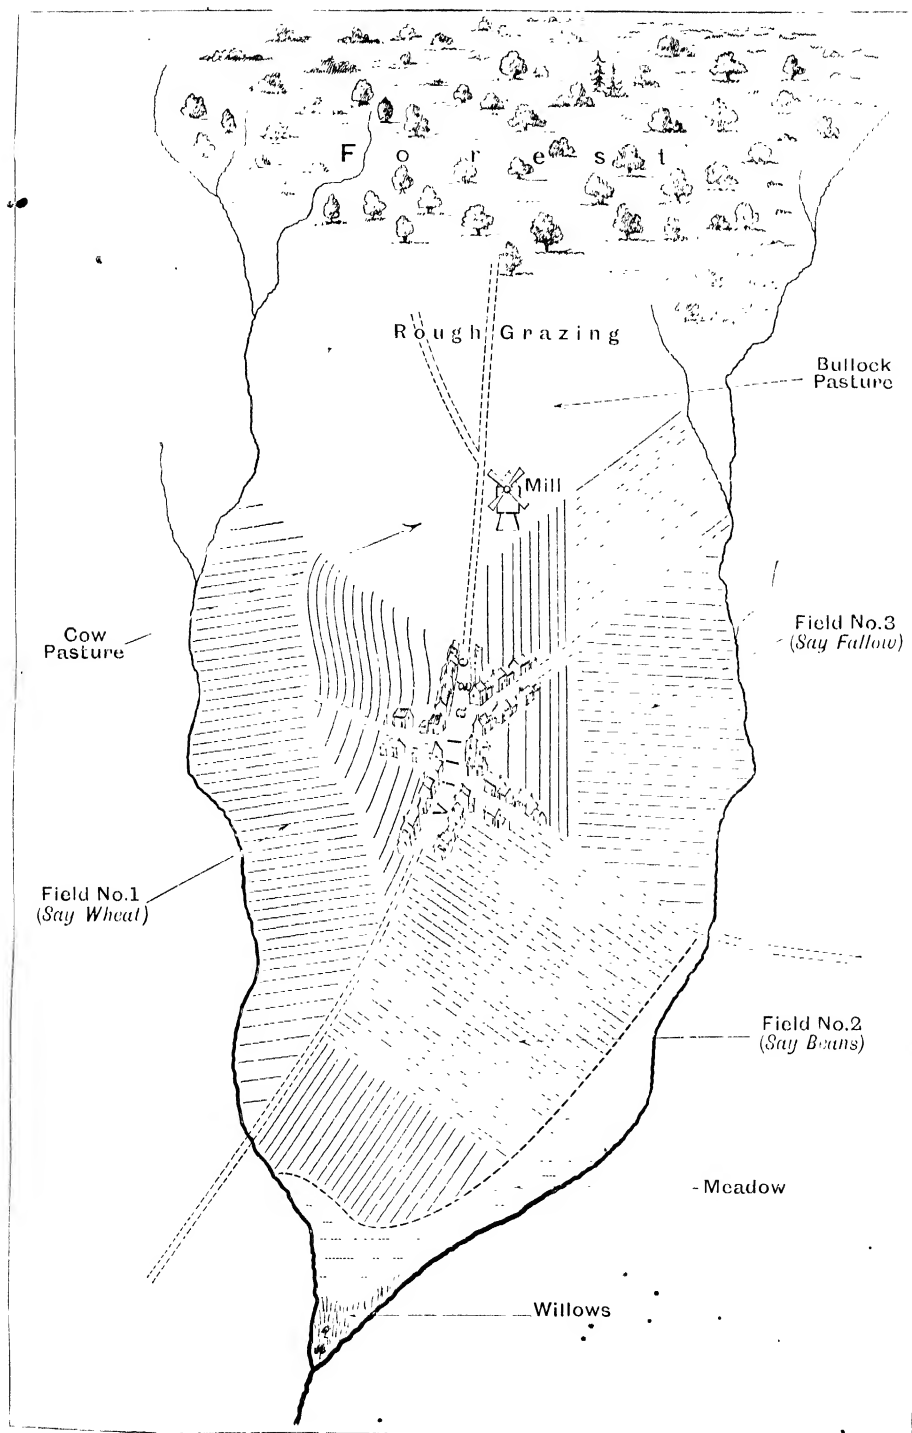 Forest
Rough Grazing
Bullock
Pasture
Mill
Cow
Pasture
Field No.3
(Say Fallow)
Village
Field No.1
(Say Wheat)
Field No.2
(Say Beans)
Meadow
Willows